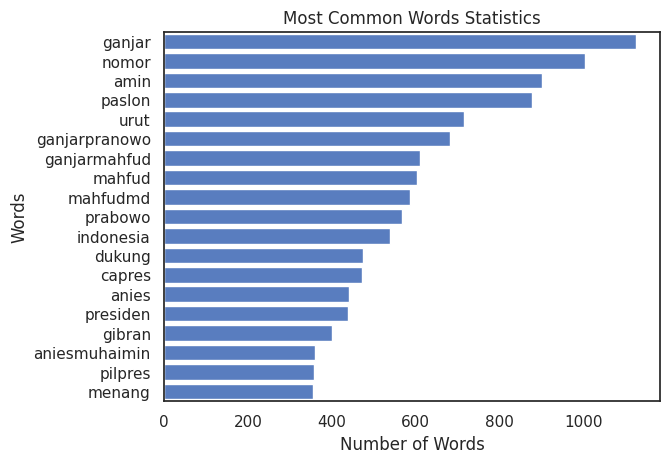 Most Common Words Statistics
Words
ganjar
nomor
amin
paslon
urut
ganjarpranowo
ganjarmahfud
mahfud
mahfudmd
prabowo
indonesia
dukung
capres
anies
presiden
gibran
aniesmuhaimin
pilpres
menang
0 200 400 600 800 1000
Number of Words